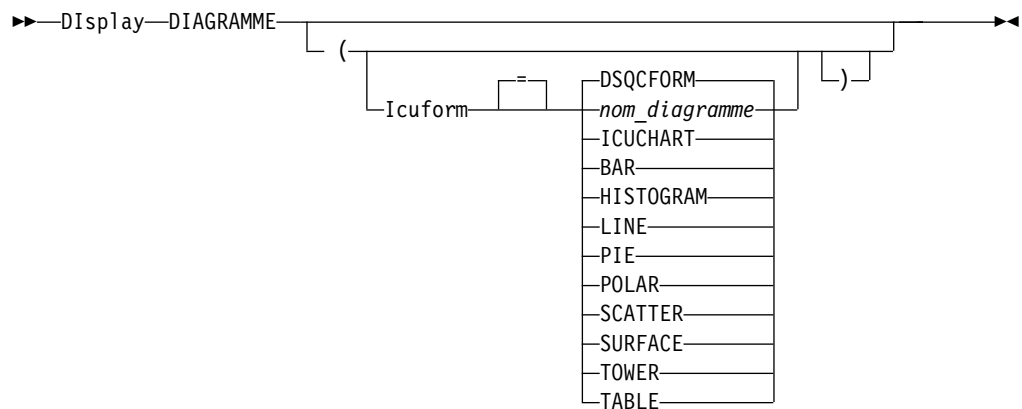 DIsplay DIAGRAMME
(
)
Icuform = DSQCFORM
nom_diagramme
ICUCHART
BAR
HISTOGRAM
LINE
PIE
POLAR
SCATTER
SURFACE
TOWER
TABLE